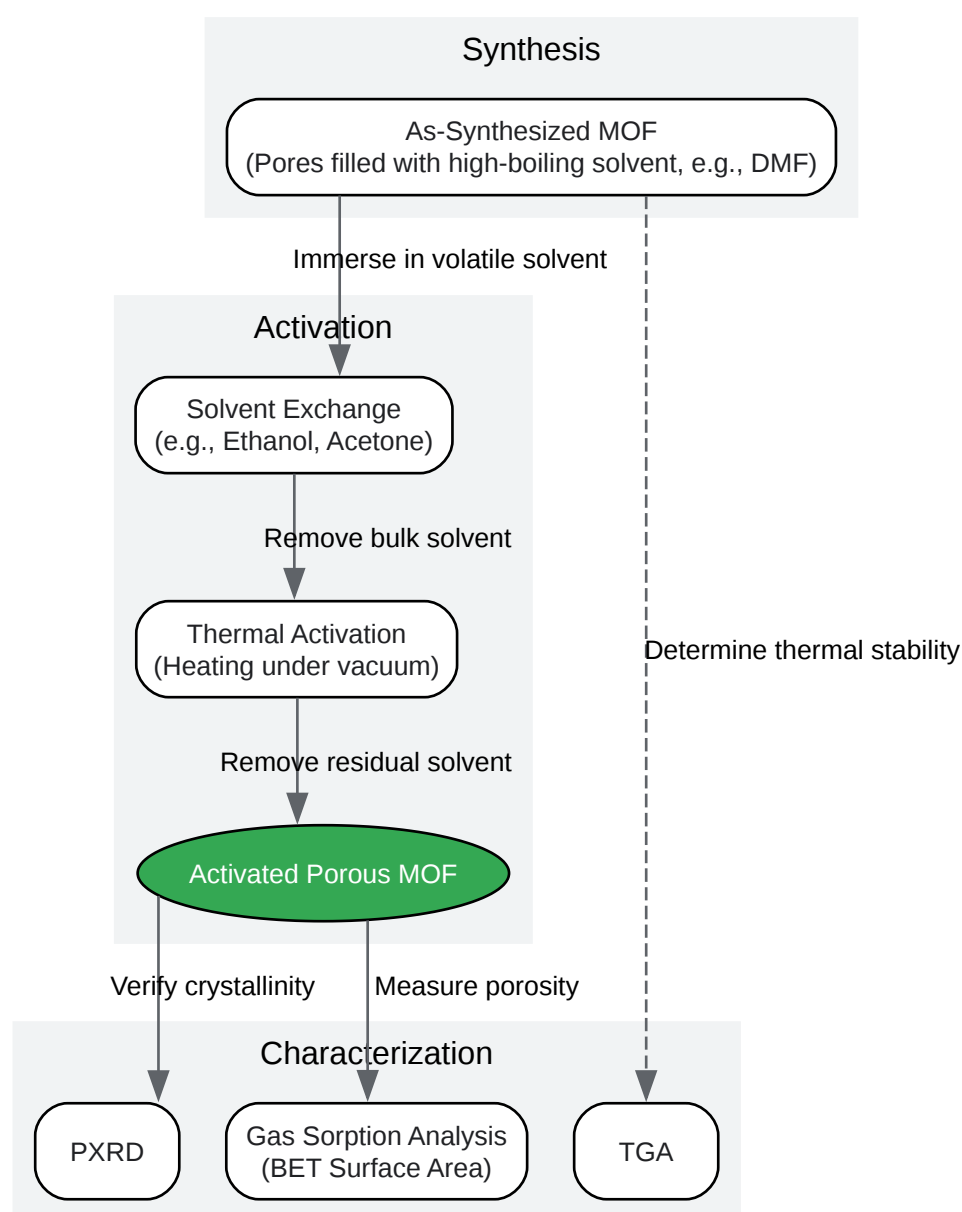 Synthesis
As-Synthesized MOF
(Pores filled with high-boiling solvent, e.g., DMF)
Immerse in volatile solvent
Activation
Solvent Exchange
(e.g., Ethanol, Acetone)
Remove bulk solvent
Thermal Activation
(Heating under vacuum)
Determine thermal stability
Remove residual solvent
Activated Porous MOF
Verify crystallinity
Measure porosity
Characterization
PXRD
Gas Sorption Analysis
(BET Surface Area)
TGA